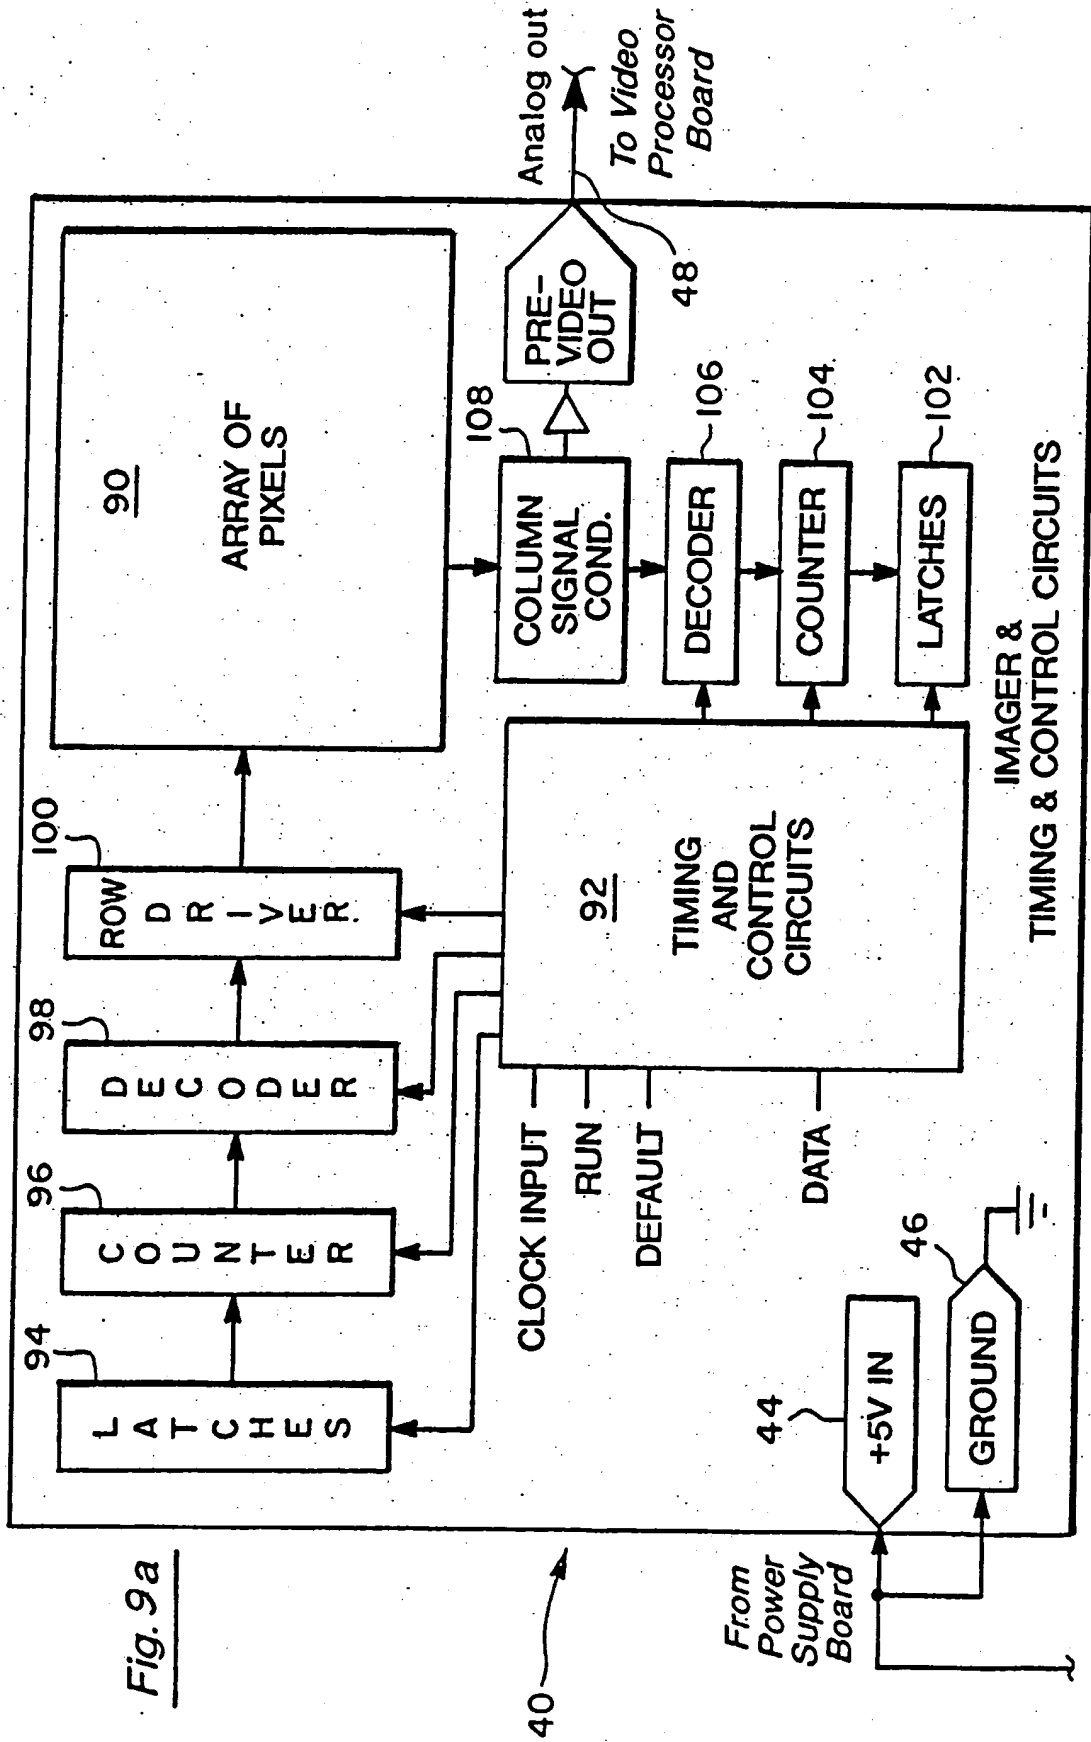 Fig. 9a
40
94
LATCHES
96
COUNTER
98
DECODER
100
ROW
DRIVER
90
ARRAY OF
PIXELS
CLOCK INPUT
RUN
DEFAULT
DATA
92
TIMING
AND
CONTROL
CIRCUITS
108
COLUMN
SIGNAL
COND.
PRE-
VIDEO
OUT
48
Analog out
To Video
Processor
Board
DECODER
106
COUNTER
104
LATCHES
102
From
Power
Supply
Board
44
+5V IN
46
GROUND
IMAGER &
TIMING & CONTROL CIRCUITS